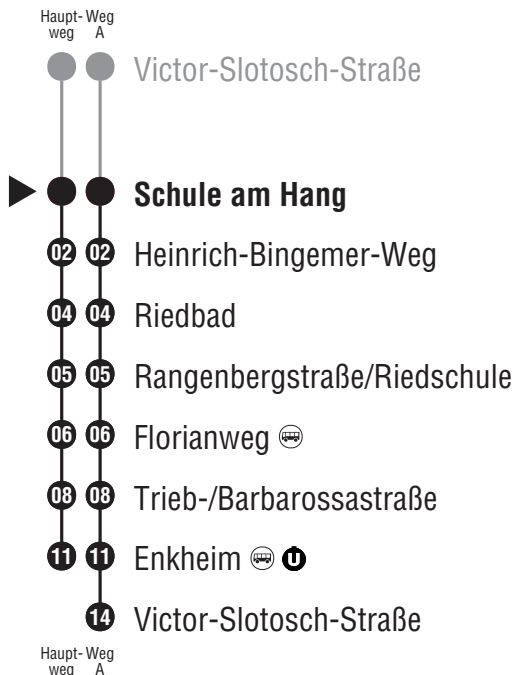 Haupt- Weg
weg A
Victor-Slotosch-Straße
Schule am Hang
02 02 Heinrich-Bingemer-Weg
04 04 Riedbad
05 05 Rangenbergstraße/Riedschule
06 06 Florianweg
08 08 Trieb-/Barbarossastraße
11 11 Enkheim U
14 Victor-Slotosch-Straße
Haupt- Weg
weg A